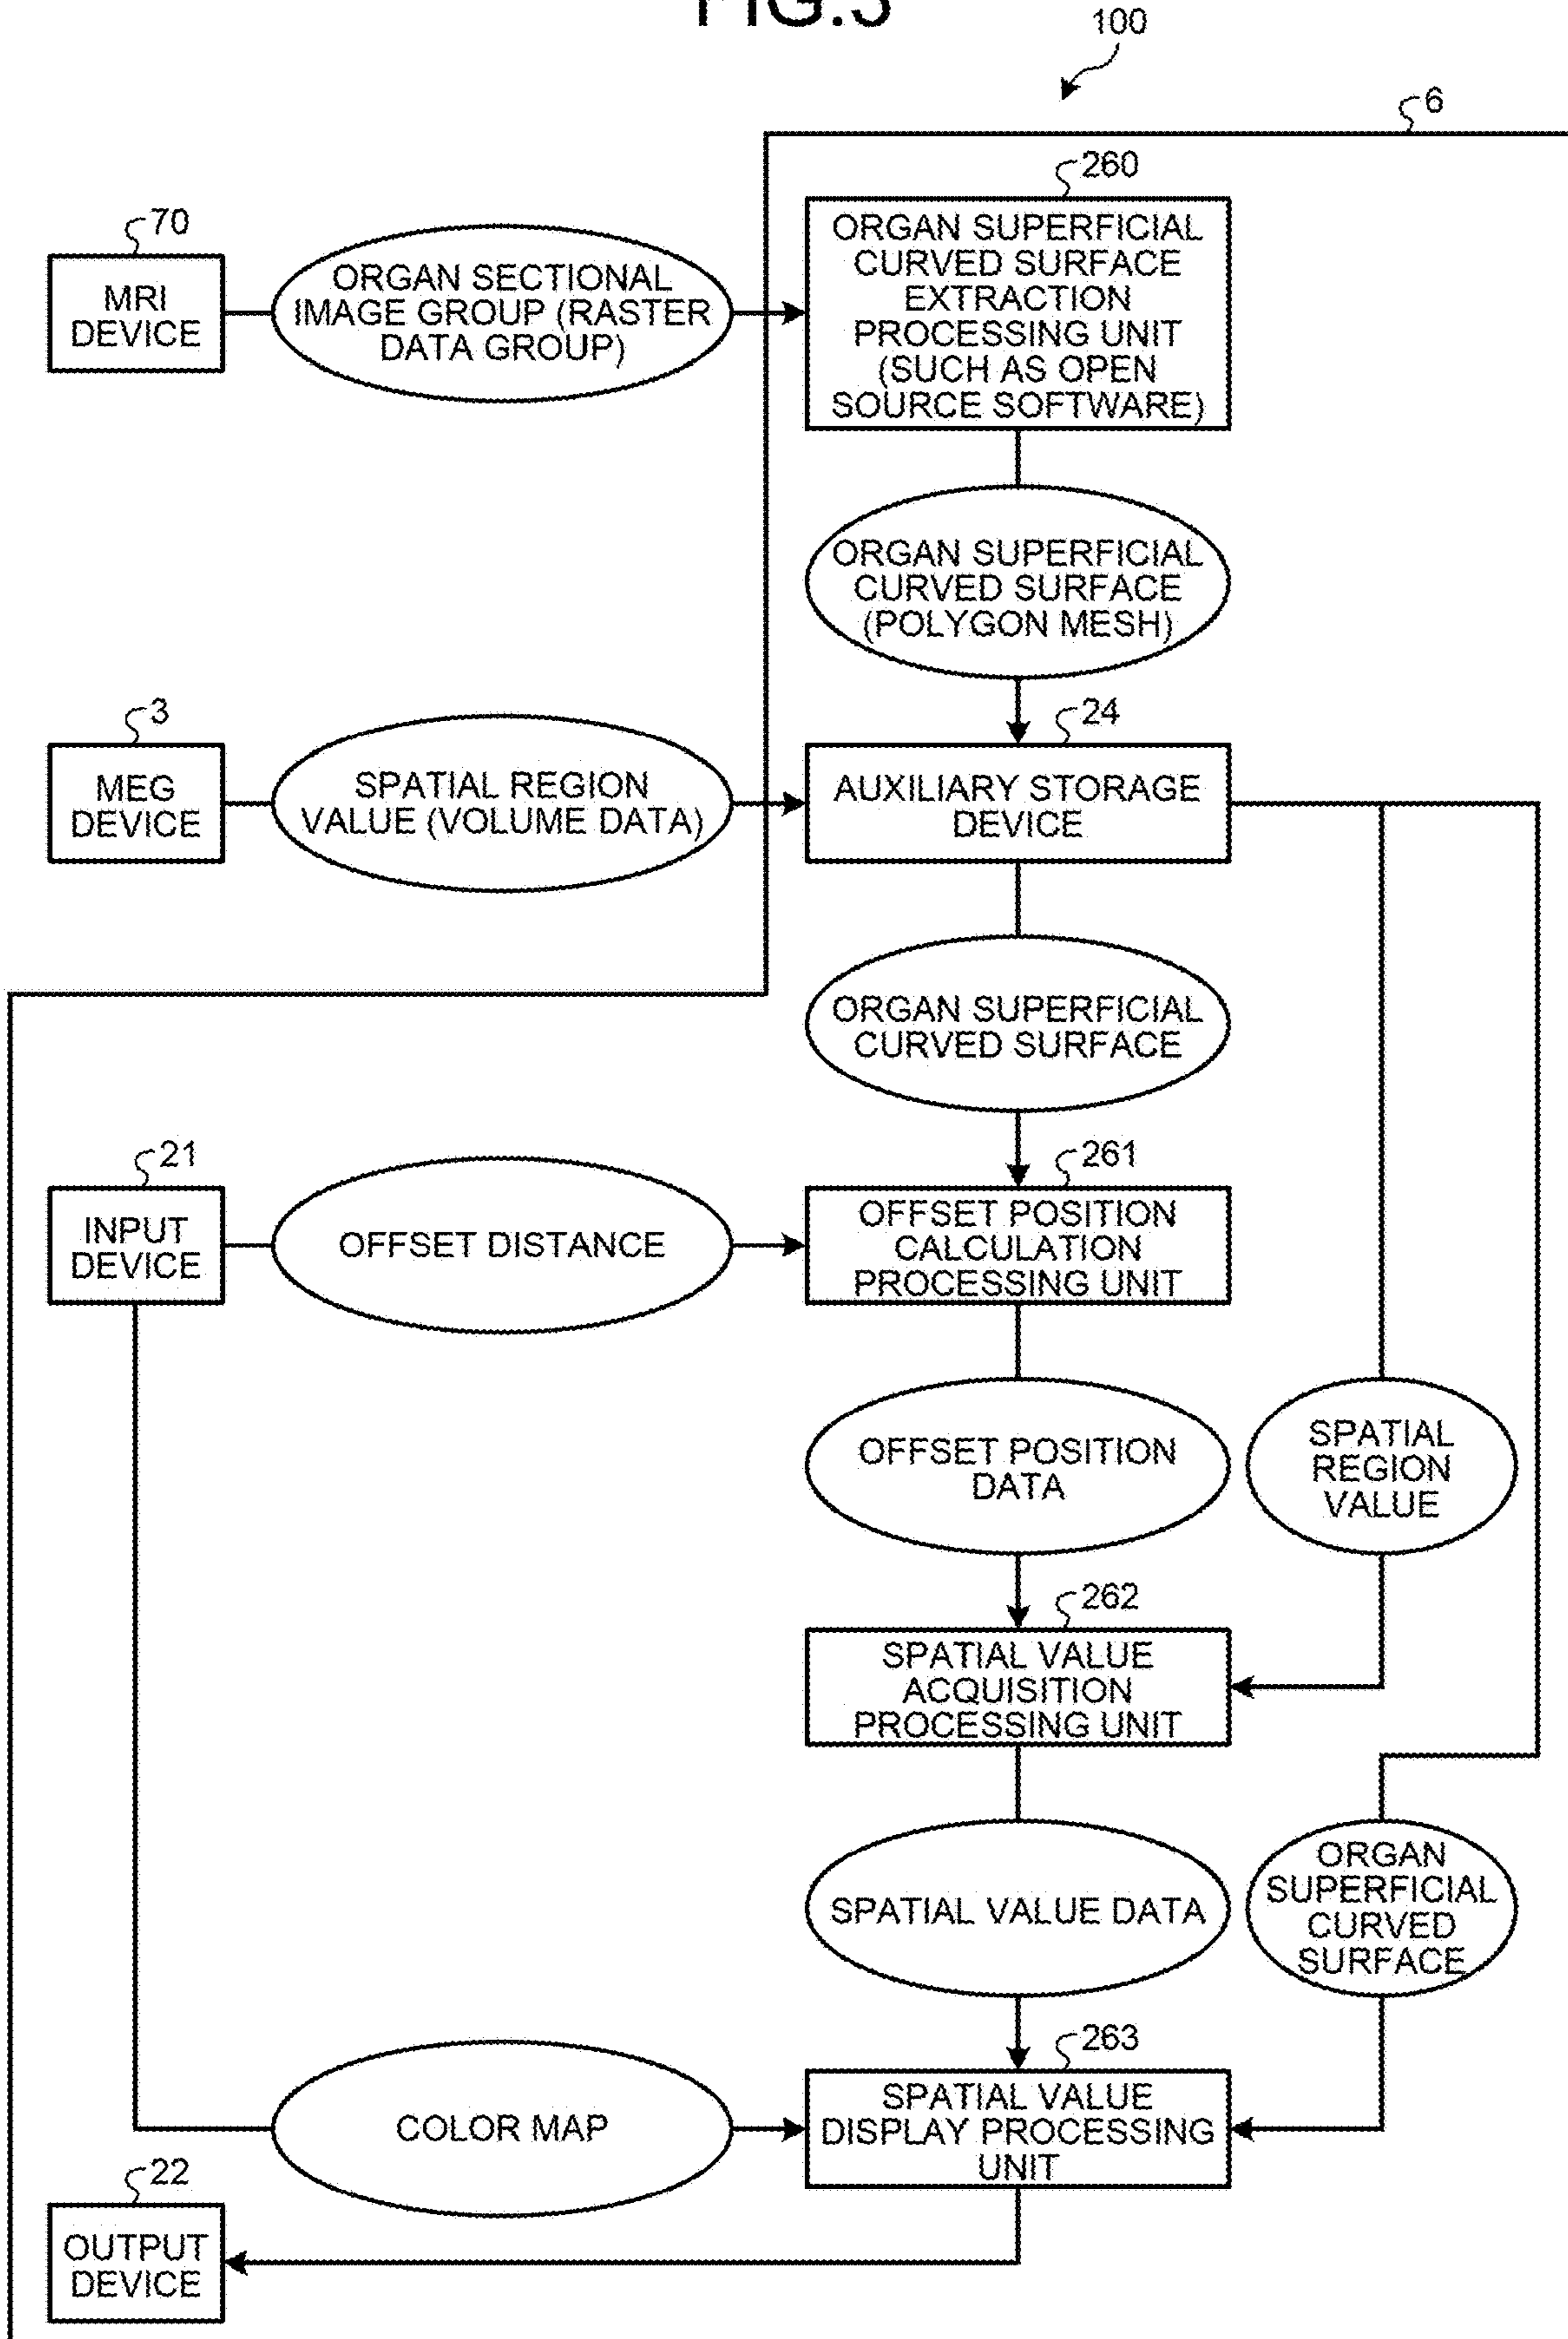 FIG.5
100
6
260
70
MRI
DEVICE
ORGAN SECTIONAL
IMAGE GROUP (RASTER
DATA GROUP)
ORGAN SUPERFICIAL
CURVED SURFACE
EXTRACTION
PROCESSING UNIT
(SUCH AS OPEN
SOURCE SOFTWARE)
ORGAN SUPERFICIAL
CURVED SURFACE
(POLYGON MESH)
3
MEG
DEVICE
SPATIAL REGION
VALUE (VOLUME DATA)
24
AUXILIARY STORAGE
DEVICE
ORGAN SUPERFICIAL
CURVED SURFACE
21
INPUT
DEVICE
OFFSET DISTANCE
261
OFFSET POSITION
CALCULATION
PROCESSING UNIT
OFFSET POSITION
DATA
SPATIAL
REGION
VALUE
262
SPATIAL VALUE
ACQUISITION
PROCESSING UNIT
SPATIAL VALUE DATA
ORGAN
SUPERFICIAL
CURVED
SURFACE
COLOR MAP
263
SPATIAL VALUE
DISPLAY PROCESSING
UNIT
22
OUTPUT
DEVICE